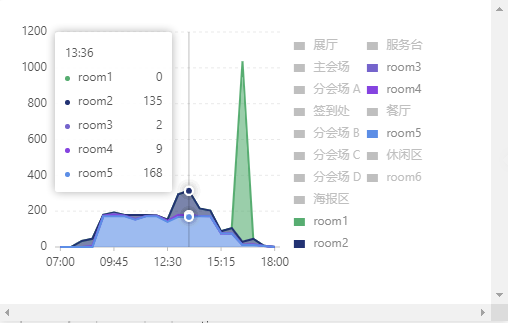 1200
1000
800
600
400
200
0
07:00 09:45 12:30 15:15 18:00
13:36
room1 0
room2 135
room3 2
room4 9
room5 168
展厅 服务台
主会场 room3
分会场 A room4
签到处 餐厅
分会场 B room5
分会场 C 休闲区
分会场 D room6
海报区
room1
room2